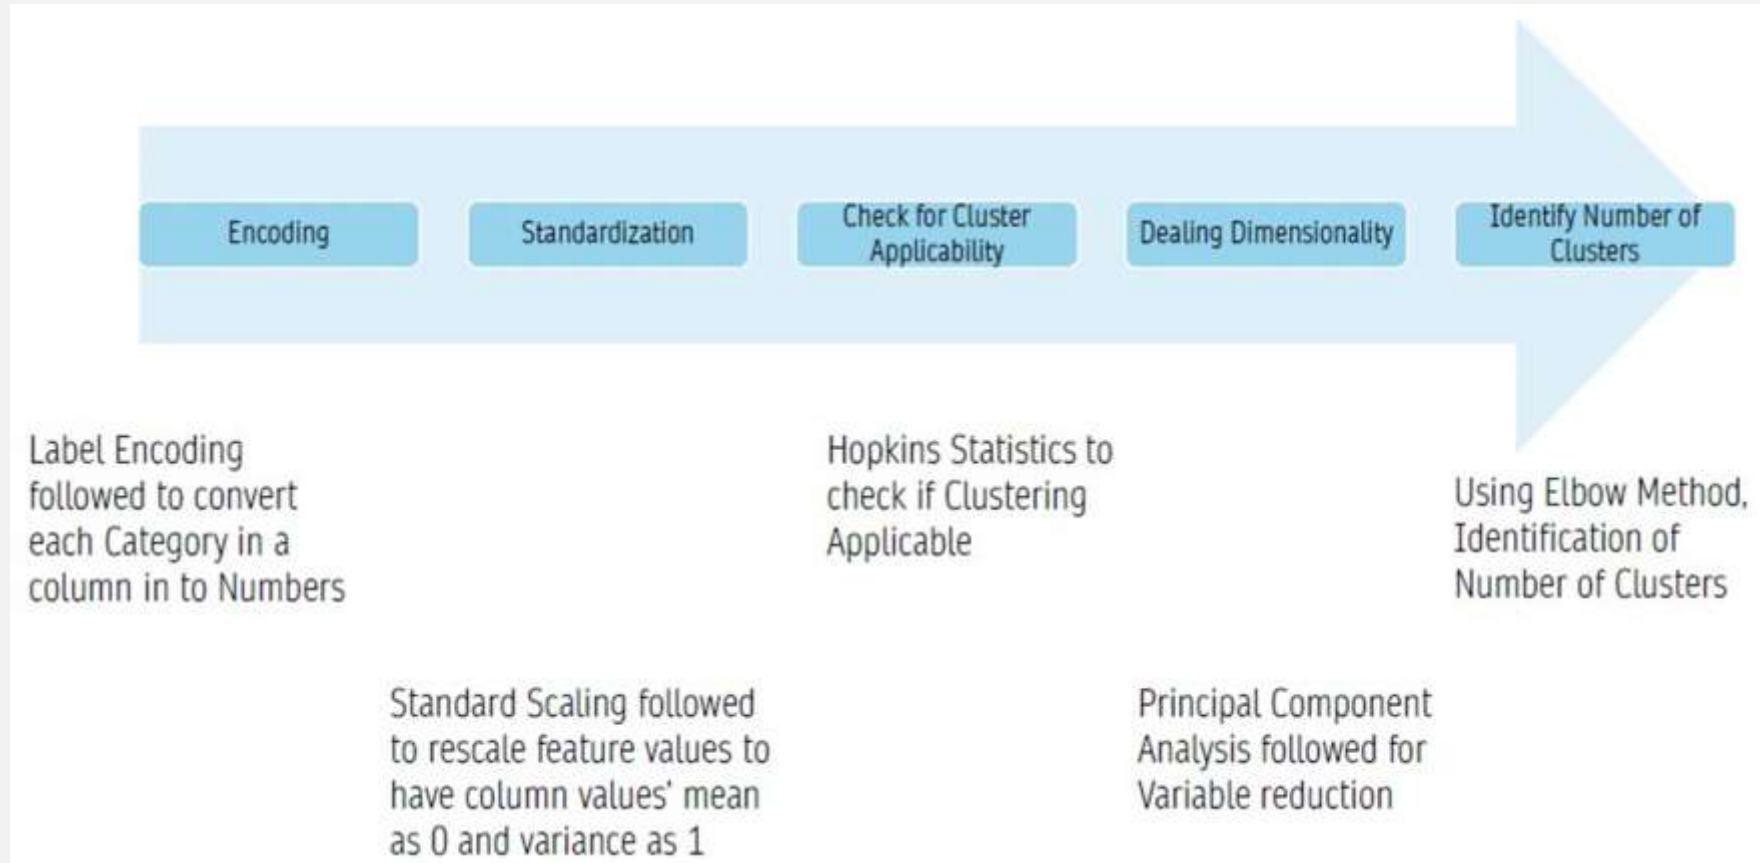 Encoding
Standardization
Check for Cluster
Applicability
Dealing Dimensionality
Identify Number of
Clusters
Label Encoding
followed to convert
each Category in a
column in to Numbers
Standard Scaling followed
to rescale feature values to
have column values' mean
as 0 and variance as 1
Hopkins Statistics to
check if Clustering
Applicable
Principal Component
Analysis followed for
Variable reduction
Using Elbow Method,
Identification of
Number of Clusters